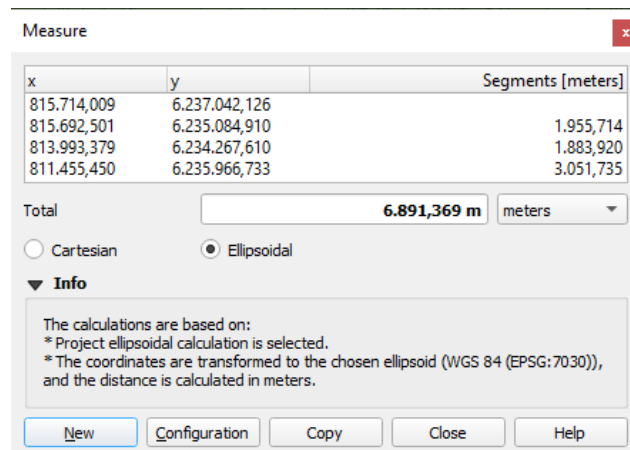 Measure
x
x y Segments [meters]
815.714,009 6.237.042,126
815.692,501 6.235.084,910 1.955,714
813.993,379 6.234.267,610 1.883,920
811.455,450 6.235.966,733 3.051,735
Total 6.891,369 m meters
Cartesian Ellipsoidal
Info
The calculations are based on:
* Project ellipsoidal calculation is selected.
* The coordinates are transformed to the chosen ellipsoid (WGS 84 (EPSG:7030)),
and the distance is calculated in meters.
New Configuration Copy Close Help